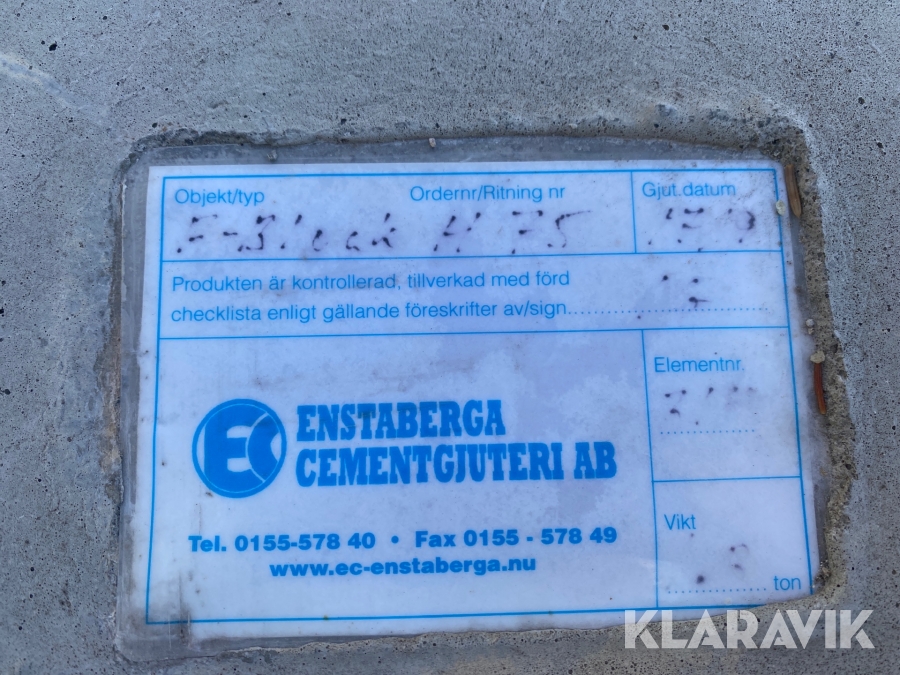 Objekt/typ Ordernr/Ritning nr Gjut.datum
F-Block H 75
Produkten är kontrollerad, tillverkad med förd
checklista enligt gällande föreskrifter av/sign.
Elementnr.
EC ENSTABERGA
CEMENTGJUTERI AB
Vikt
Tel. 0155-578 40 • Fax 0155 - 578 49
www.ec-enstaberga.nu
ton
KLARAVIK